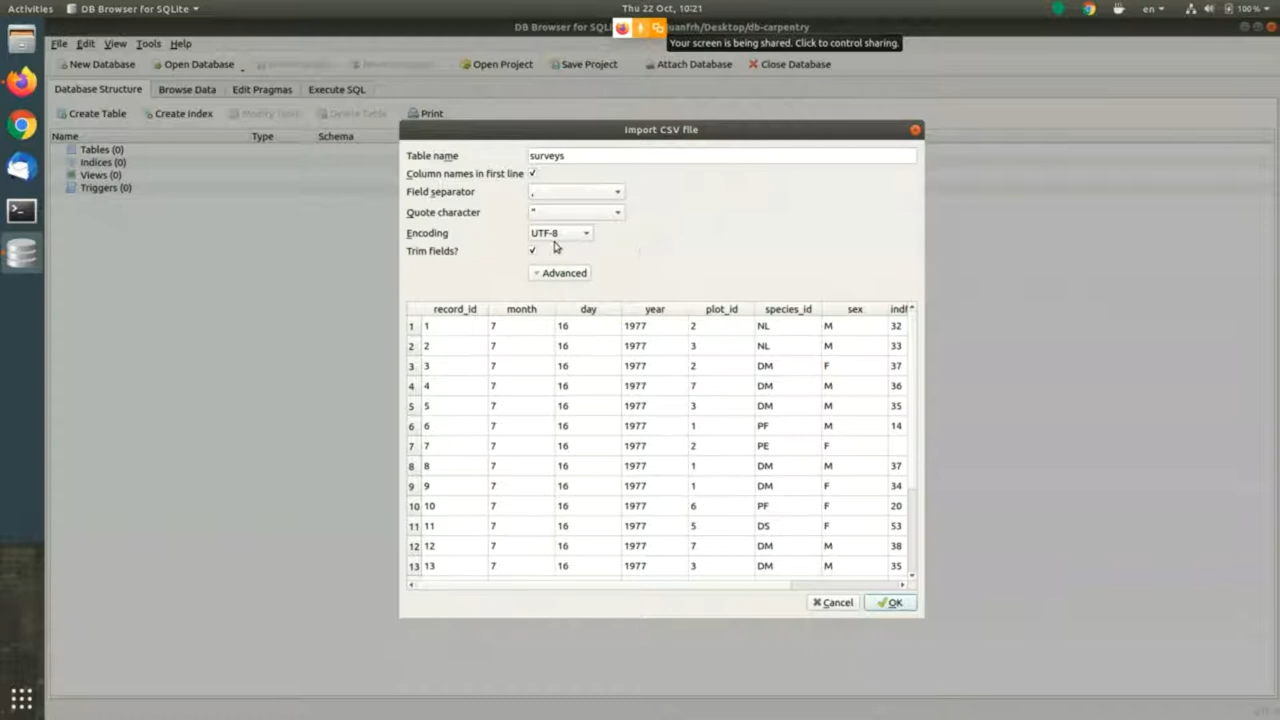 Activities DB Browser for SQLite Thu 22 Oct, 10:21 en 100 %
DB Browser for SQLi uanfrh/Desktop/db-carpentry
Your screen is being shared. Click to control sharing.
File Edit View Tools Help
New Database Open Database Open Project Save Project Attach Database Close Database
Database Structure Browse Data Edit Pragmas Execute SQL
Create Table Create Index Modify Table Delete Table Print
Name Type Schema
Tables (0)
Indices (0)
Views (0)
Triggers (0)
Import CSV file
Table name surveys
Column names in first line
Field separator ,
Quote character "
Encoding UTF-8
Trim fields?
Advanced
record_id month day year plot_id species_id sex indf
1 1 7 16 1977 2 NL M 32
2 2 7 16 1977 3 NL M 33
3 3 7 16 1977 2 DM F 37
4 4 7 16 1977 7 DM M 36
5 5 7 16 1977 3 DM M 35
6 6 7 16 1977 1 PF M 14
7 7 7 16 1977 2 PE F
8 8 7 16 1977 1 DM M 37
9 9 7 16 1977 1 DM F 34
10 10 7 16 1977 6 PF F 20
11 11 7 16 1977 5 DS F 53
12 12 7 16 1977 7 DM M 38
13 13 7 16 1977 3 DM M 35
Cancel OK